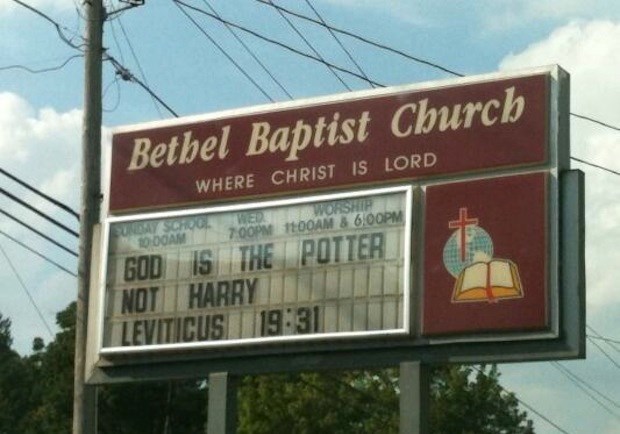 Bethel Baptist Church
WHERE CHRIST IS LORD
SUNDAY SCHOOL WED. WORSHIP
10:00AM 7:00PM 11:00AM & 6:00PM
GOD IS THE POTTER
NOT HARRY
LEVITICUS 19:31